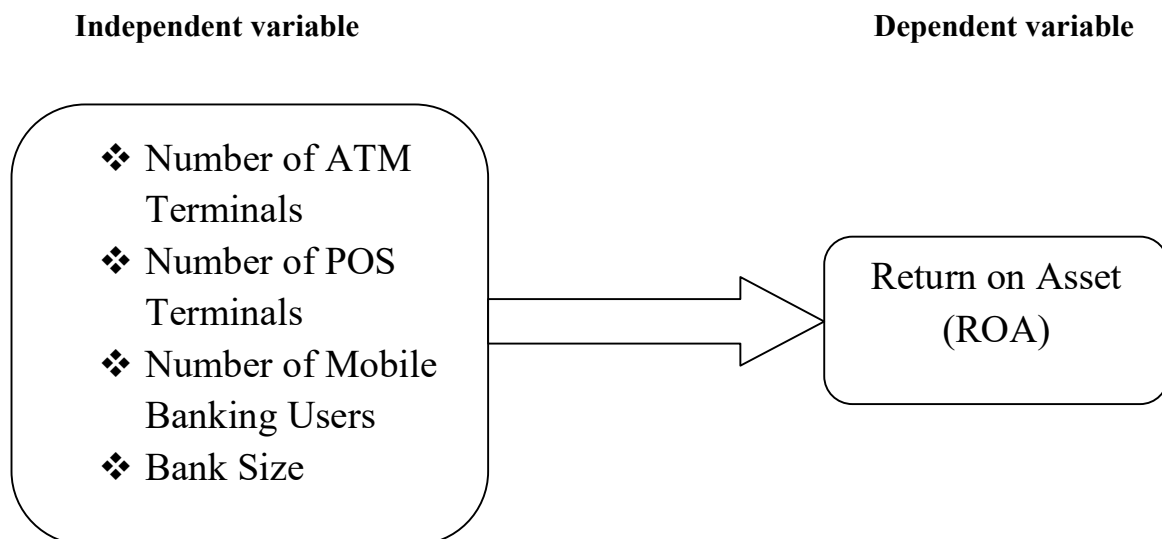 Independent variable
Dependent variable
❖ Number of ATM
Terminals
❖ Number of POS
Terminals
❖ Number of Mobile
Banking Users
❖ Bank Size
Return on Asset
(ROA)